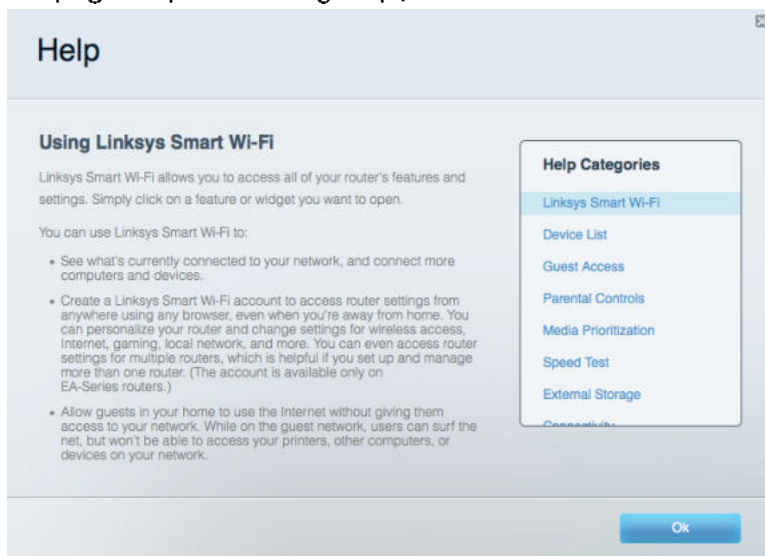 Help
Using Linksys Smart Wi-Fi
Linksys Smart Wi-Fi allows you to access all of your router's features and
settings. Simply click on a feature or widget you want to open.
You can use Linksys Smart Wi-Fi to:
• See what's currently connected to your network, and connect more
computers and devices.
• Create a Linksys Smart Wi-Fi account to access router settings from
anywhere using any browser, even when you're away from home. You
can personalize your router and change settings for wireless access,
Internet, gaming, local network, and more. You can even access router
settings for multiple routers, which is helpful if you set up and manage
more than one router. (The account is available only on
EA-Series routers.)
• Allow guests in your home to use the Internet without giving them
access to your network. While on the guest network, users can surf the
net, but won't be able to access your printers, other computers, or
devices on your network.
Help Categories
Linksys Smart Wi-Fi
Device List
Guest Access
Parental Controls
Media Prioritization
Speed Test
External Storage
Connectivity
Ok